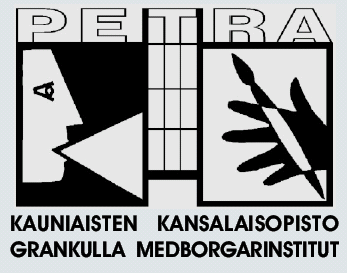 PETRA
KAUNIAISTEN KANSALAISOPISTO
GRANKULLA MEDBORGARINSTITUT